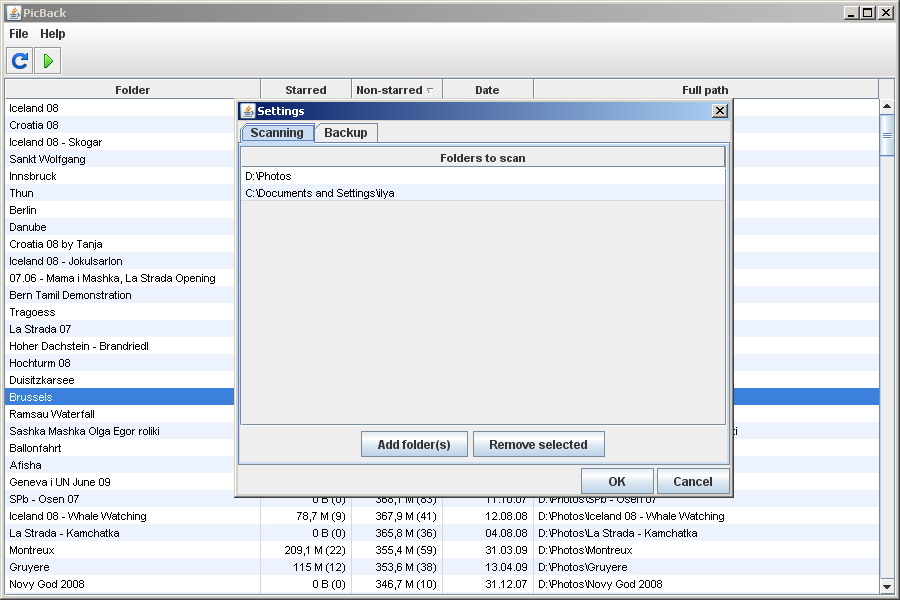 PicBack
File Help
Folder Starred Non-starred Date Full path
Iceland 08
Settings
Croatia 08
Scanning Backup
Iceland 08 - Skogar
Sankt Wolfgang
Folders to scan
Innsbruck
D:\Photos
Thun
C:\Documents and Settings\ilya
Berlin
Danube
Croatia 08 by Tanja
Iceland 08 - Jokulsarlon
07.06 - Mama i Mashka, La Strada Opening
Bern Tamil Demonstration
Tragoess
La Strada 07
Hoher Dachstein - Brandriedl
Hochturm 08
Duisitzkarsee
Brussels
Ramsau Waterfall
Sashka Mashka Olga Egor roliki
Ballonfahrt
Add folder(s) Remove selected
Afisha
Geneva i UN June 09
OK Cancel
SPb - Osen 07 0 B (0) 368,1 M (83) 11.10.07 D:\Photos\SPb - Osen 07
Iceland 08 - Whale Watching 78,7 M (9) 367,9 M (41) 12.08.08 D:\Photos\Iceland 08 - Whale Watching
La Strada - Kamchatka 0 B (0) 365,8 M (36) 04.08.08 D:\Photos\La Strada - Kamchatka
Montreux 209,1 M (22) 355,4 M (59) 31.03.09 D:\Photos\Montreux
Gruyere 115 M (12) 353,6 M (38) 13.04.09 D:\Photos\Gruyere
Novy God 2008 0 B (0) 346,7 M (10) 31.12.07 D:\Photos\Novy God 2008